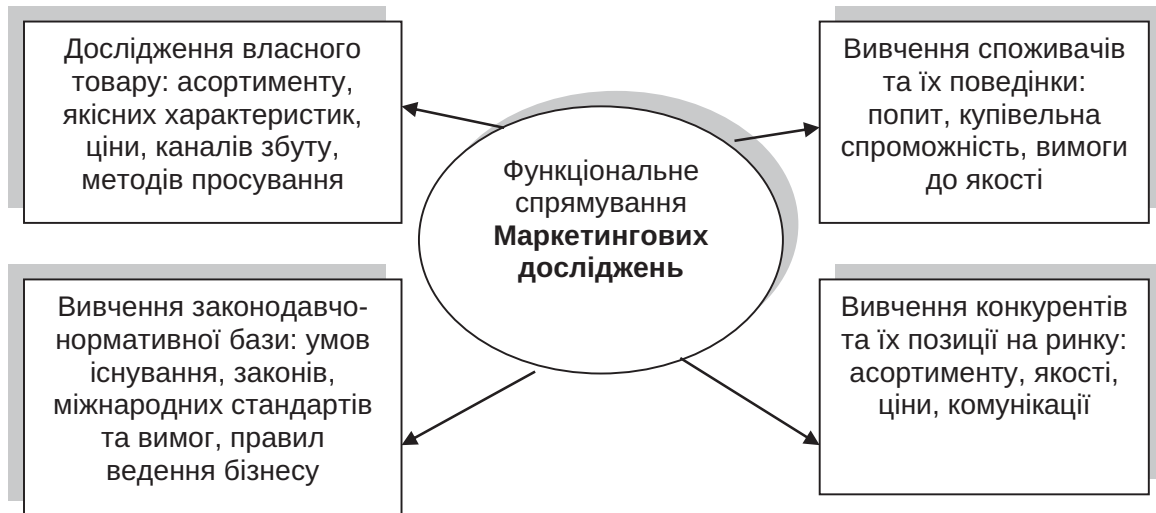 Дослідження власного
товару: асортименту,
якісних характеристик,
ціни, каналів збуту,
методів просування
Вивчення споживачів
та їх поведінки:
попит, купівельна
спроможність, вимоги
до якості
Функціональне
спрямування
Маркетингових
досліджень
Вивчення законодавчо-
нормативної бази: умов
існування, законів,
міжнародних стандартів
та вимог, правил
ведення бізнесу
Вивчення конкурентів
та їх позиції на ринку:
асортименту, якості,
ціни, комунікації